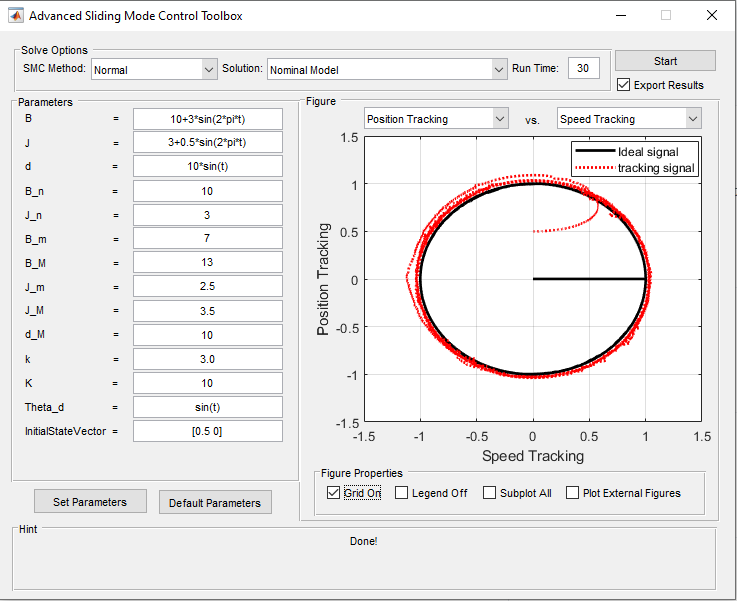 Advanced Sliding Mode Control Toolbox
Solve Options
SMC Method: Normal Solution: Nominal Model Run Time: 30
Start
Export Results
Parameters
B = 10+3*sin(2*pi*t)
J = 3+0.5*sin(2*pi*t)
d = 10*sin(t)
B_n = 10
J_n = 3
B_m = 7
B_M = 13
J_m = 2.5
J_M = 3.5
d_M = 10
k = 3.0
K = 10
Theta_d = sin(t)
InitialStateVector = [0.5 0]
Set Parameters Default Parameters
Figure
Position Tracking vs. Speed Tracking
Ideal signal
tracking signal
1.5
1
0.5
0
-0.5
-1
-1.5
Position Tracking
-1.5 -1 -0.5 0 0.5 1 1.5
Speed Tracking
Figure Properties
Grid On Legend Off Subplot All Plot External Figures
Hint
Done!